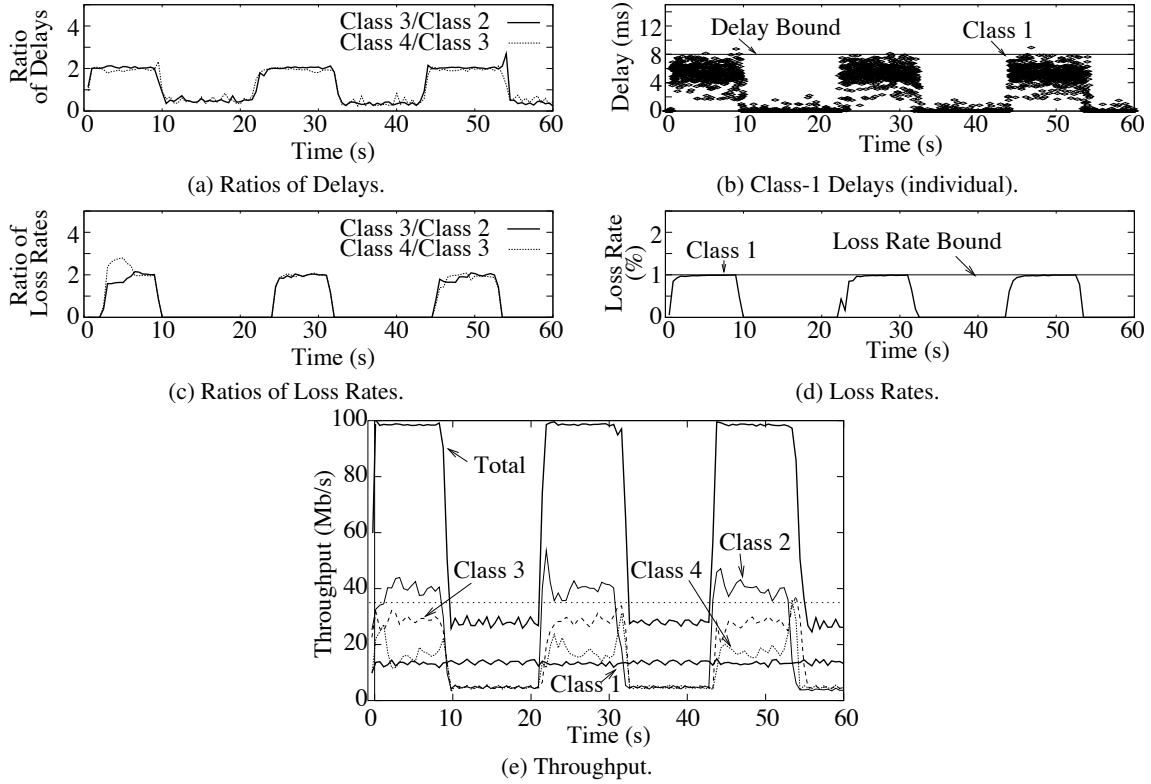 Ratio
of Delays
4
2
0
Class 3/Class 2
Class 4/Class 3
0 10 20 30 40 50 60
Time (s)
(a) Ratios of Delays.
Delay (ms)
12
8
4
0
Delay Bound
Class 1
0 10 20 30 40 50 60
Time (s)
(b) Class-1 Delays (individual).
Ratio of
Loss Rates
4
2
0
Class 3/Class 2
Class 4/Class 3
0 10 20 30 40 50 60
Time (s)
(c) Ratios of Loss Rates.
Loss Rate
(%)
2
1
0
Class 1
Loss Rate Bound
0 10 20 30 40 50 60
Time (s)
(d) Loss Rates.
Throughput (Mb/s)
100
80
60
40
20
0
Total
Class 3
Class 4
Class 2
Class 1
0 10 20 30 40 50 60
Time (s)
(e) Throughput.